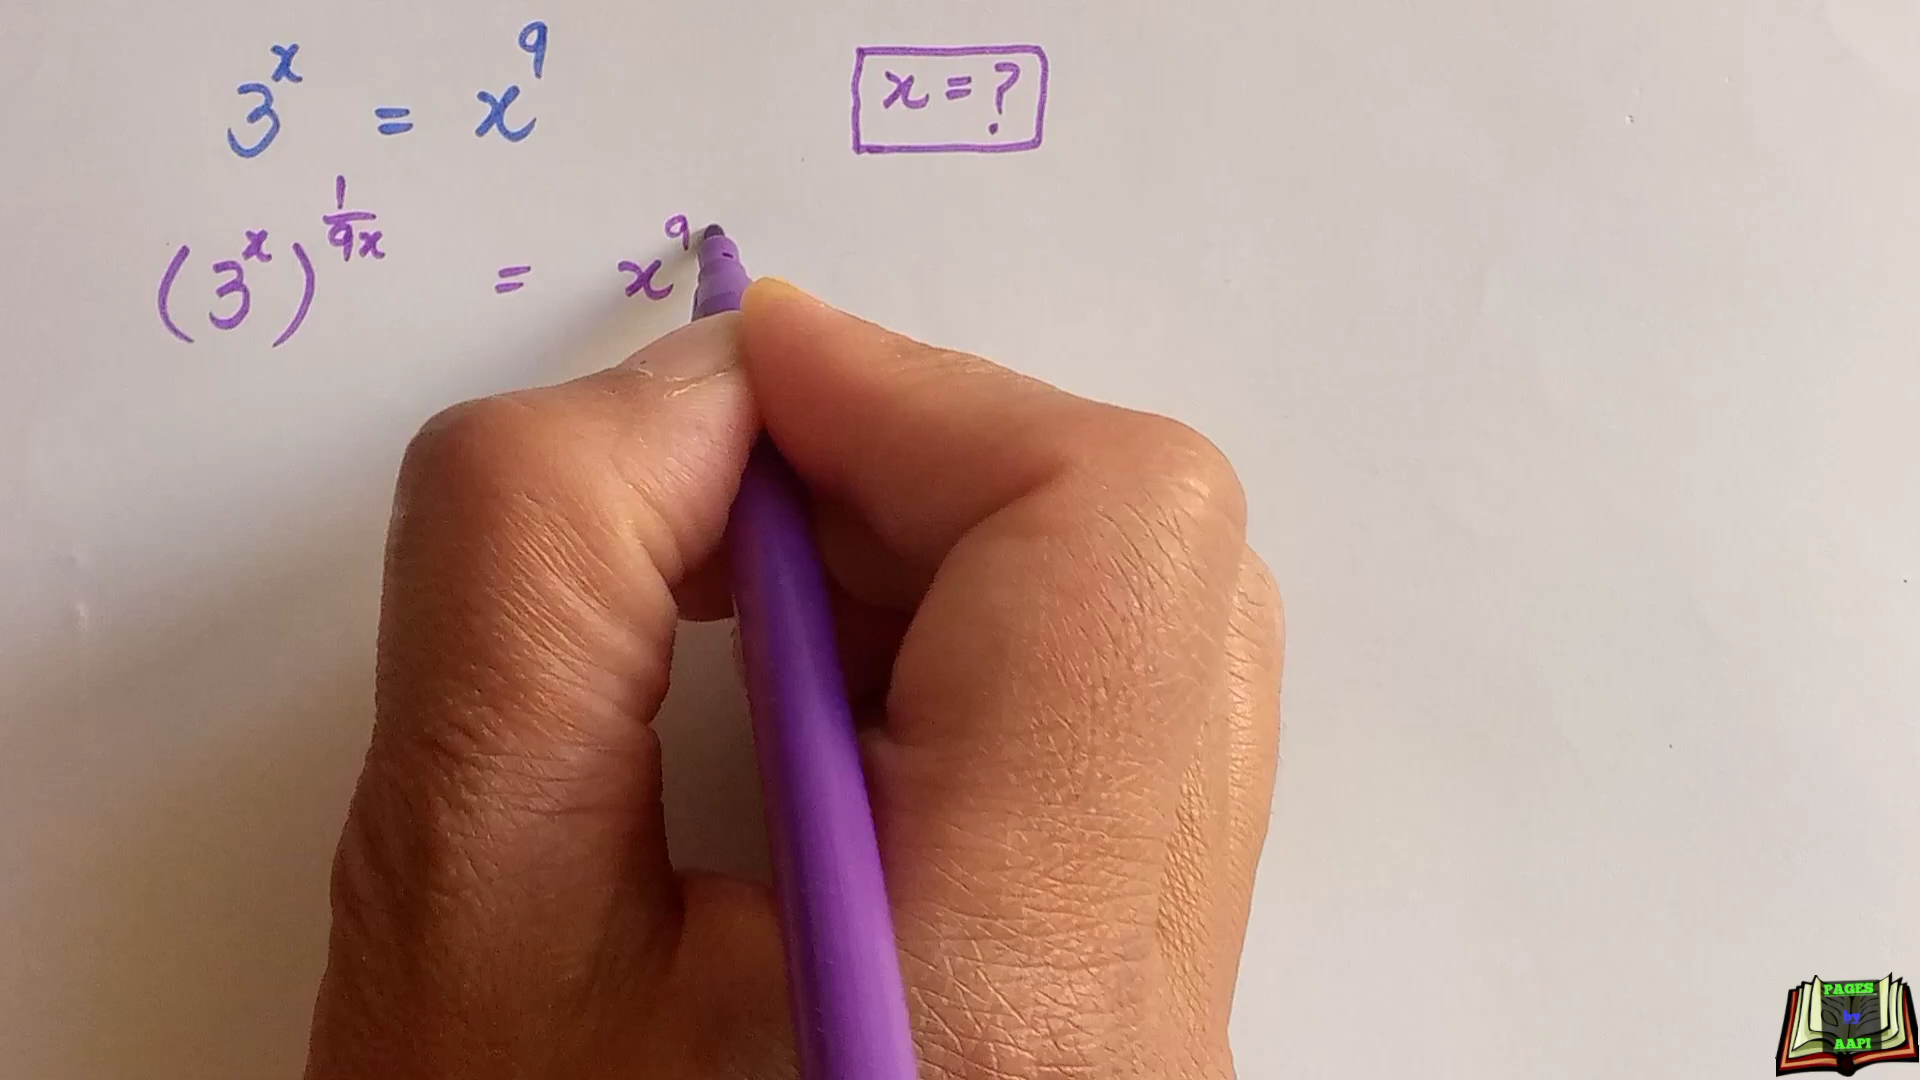 3^x = x^9
x = ?
(3^x)^(1/9x) = x^9
PAGES
by
AAPI